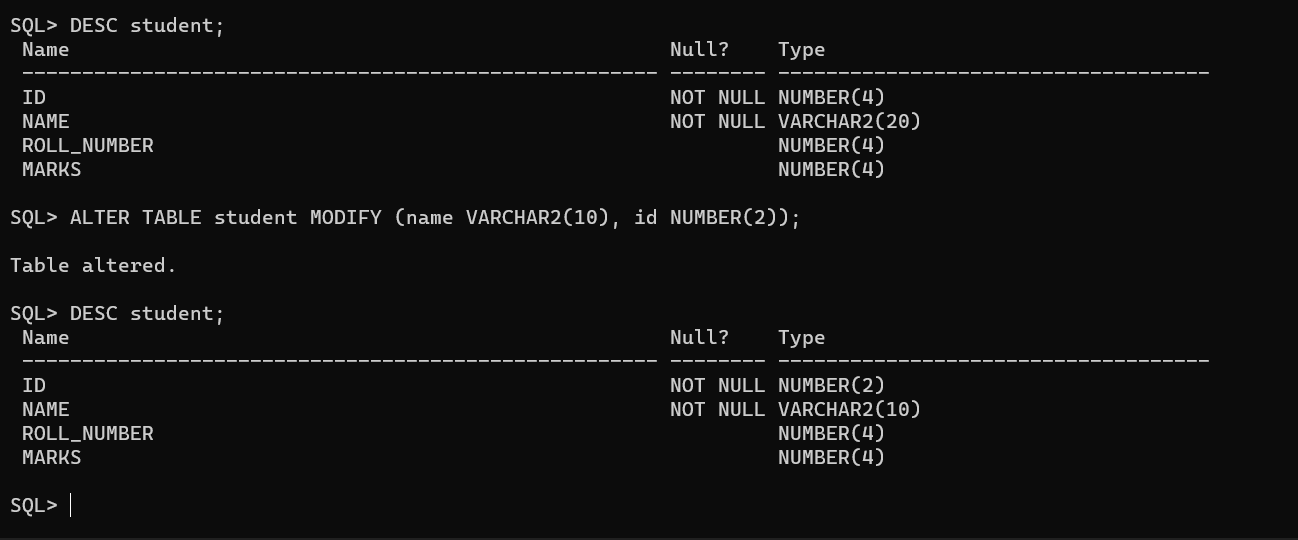 SQL> DESC student;
 Name                                                  Null?    Type
 ----------------------------------------------------- -------- ------------------------------------
 ID                                                    NOT NULL NUMBER(4)
 NAME                                                  NOT NULL VARCHAR2(20)
 ROLL_NUMBER                                                    NUMBER(4)
 MARKS                                                          NUMBER(4)

SQL> ALTER TABLE student MODIFY (name VARCHAR2(10), id NUMBER(2));

Table altered.

SQL> DESC student;
 Name                                                  Null?    Type
 ----------------------------------------------------- -------- ------------------------------------
 ID                                                    NOT NULL NUMBER(2)
 NAME                                                  NOT NULL VARCHAR2(10)
 ROLL_NUMBER                                                    NUMBER(4)
 MARKS                                                          NUMBER(4)

SQL>